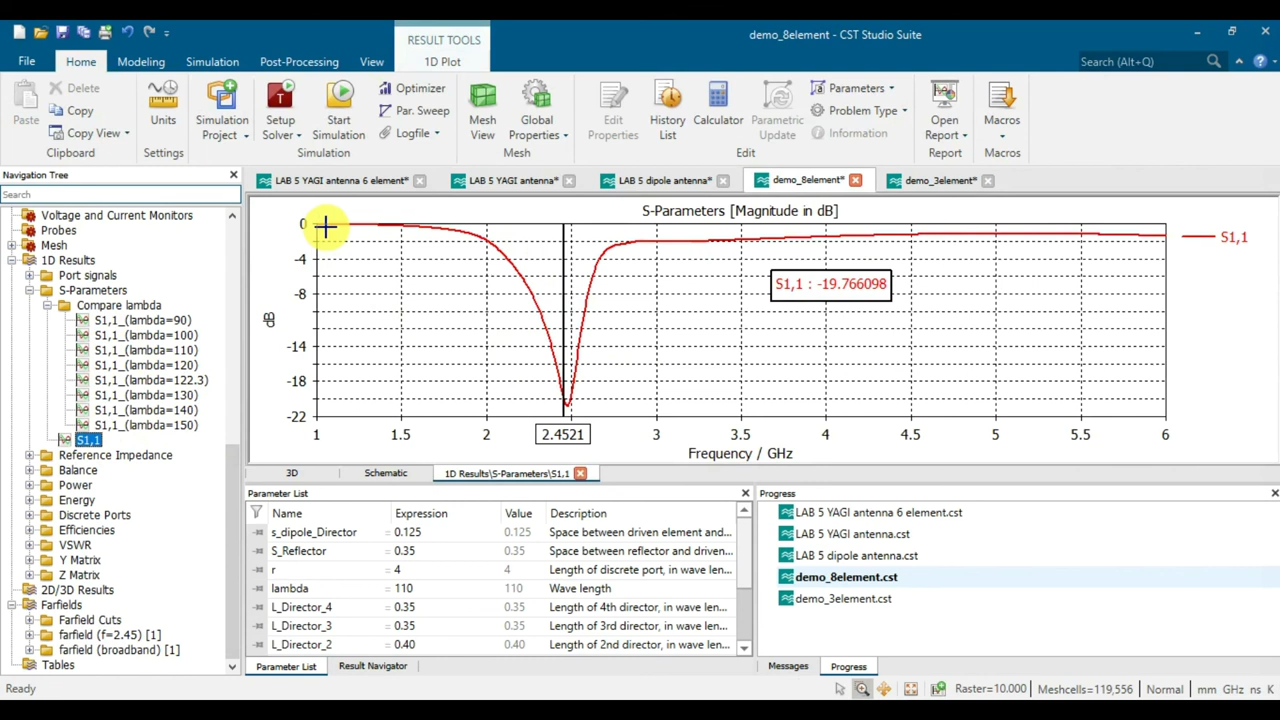 RESULT TOOLS
demo_8element - CST Studio Suite
File
Home
Modeling
Simulation
Post-Processing
View
1D Plot
Search (Alt+Q)
Paste
Delete
Copy
Copy View
Clipboard
Units
Settings
Simulation Project
Setup Solver
Start Simulation
Optimizer
Par. Sweep
Logfile
Simulation
Mesh View
Global Properties
Mesh
Edit Properties
History List
Calculator
Parametric Update
Parameters
Problem Type
Information
Edit
Open Report
Report
Macros
Macros
Navigation Tree
Search
LAB 5 YAGI antenna 6 element*
LAB 5 YAGI antenna*
LAB 5 dipole antenna*
demo_8element*
demo_3element*
Voltage and Current Monitors
Probes
Mesh
1D Results
Port signals
S-Parameters
Compare lambda
S1,1_(lambda=90)
S1,1_(lambda=100)
S1,1_(lambda=110)
S1,1_(lambda=120)
S1,1_(lambda=122.3)
S1,1_(lambda=130)
S1,1_(lambda=140)
S1,1_(lambda=150)
S1,1
Reference Impedance
Balance
Power
Energy
Discrete Ports
Efficiencies
VSWR
Y Matrix
Z Matrix
2D/3D Results
Farfields
Farfield Cuts
farfield (f=2.45) [1]
farfield (broadband) [1]
Tables
S-Parameters [Magnitude in dB]
S1,1
S1,1 : -19.766098
0
-4
-8
-14
-18
-22
dB
1 1.5 2 2.4521 3 3.5 4 4.5 5 5.5 6
Frequency / GHz
3D
Schematic
1D Results\S-Parameters\S1,1
Parameter List
Name Expression Value Description
s_dipole_Director = 0.125 0.125 Space between driven element and...
S_Reflector = 0.35 0.35 Space between reflector and driven...
r = 4 4 Length of discrete port, in wave len...
lambda = 110 110 Wave length
L_Director_4 = 0.35 0.35 Length of 4th director, in wave len...
L_Director_3 = 0.35 0.35 Length of 3rd director, in wave len...
L_Director_2 = 0.40 0.40 Length of 2nd director, in wave len...
Parameter List
Result Navigator
Progress
LAB 5 YAGI antenna 6 element.cst
LAB 5 YAGI antenna.cst
LAB 5 dipole antenna.cst
demo_8element.cst
demo_3element.cst
Messages
Progress
Ready
Raster=10.000 Meshcells=119,556 Normal mm GHz ns K